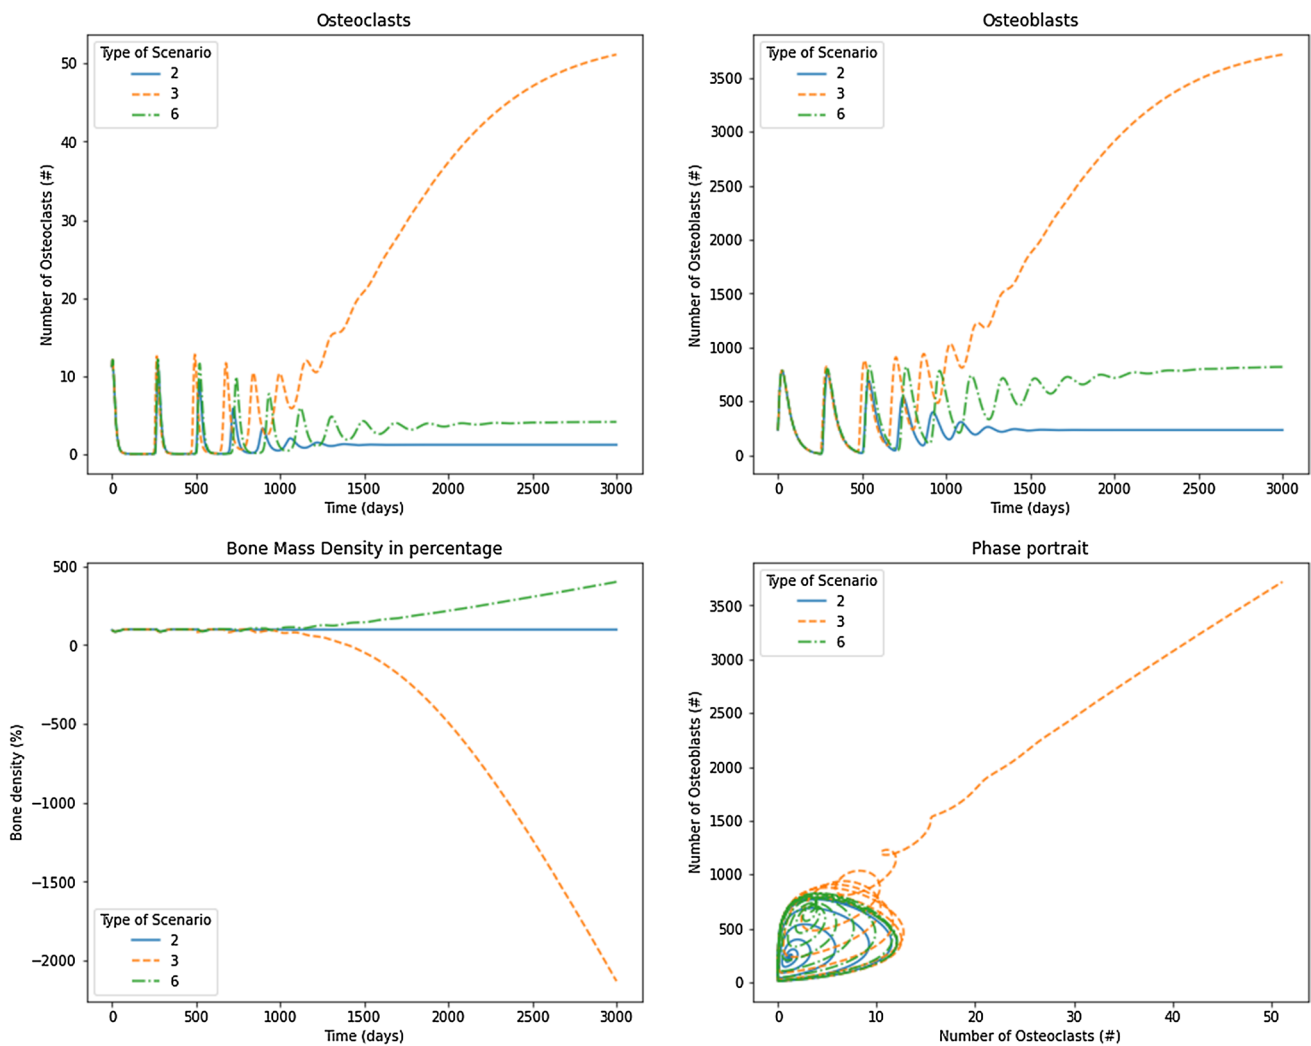 Osteoclasts
Number of Osteoclasts (#)
50
40
30
20
10
0
Type of Scenario
2
3
6
0 500 1000 1500 2000 2500 3000
Time (days)
Osteoblasts
Number of Osteoblasts (#)
3500
3000
2500
2000
1500
1000
500
0
Type of Scenario
2
3
6
0 500 1000 1500 2000 2500 3000
Time (days)
Bone Mass Density in percentage
Bone density (%)
500
0
−500
−1000
−1500
−2000
Type of Scenario
2
3
6
0 500 1000 1500 2000 2500 3000
Time (days)
Phase portrait
Number of Osteoblasts (#)
3500
3000
2500
2000
1500
1000
500
0
Type of Scenario
2
3
6
0 10 20 30 40 50
Number of Osteoclasts (#)